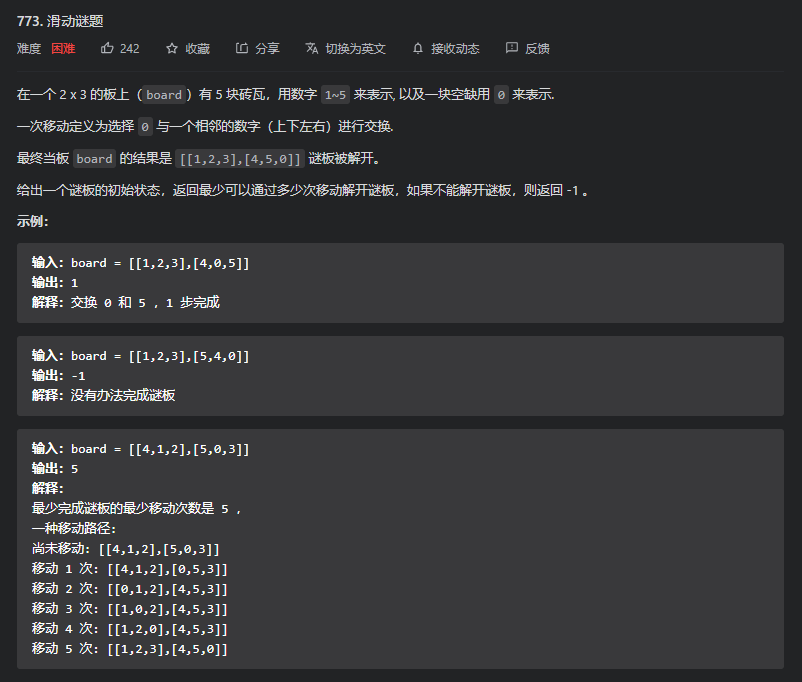 773. 滑动谜题
难度 困难 242 收藏 分享 切换为英文 接收动态 反馈
在一个 2 x 3 的板上（board）有 5 块砖瓦，用数字 1~5 来表示, 以及一块空缺用 0 来表示.
一次移动定义为选择 0 与一个相邻的数字（上下左右）进行交换.
最终当板 board 的结果是 [[1,2,3],[4,5,0]] 谜板被解开。
给出一个谜板的初始状态，返回最少可以通过多少次移动解开谜板，如果不能解开谜板，则返回 -1 。
示例：
输入：board = [[1,2,3],[4,0,5]]
输出：1
解释：交换 0 和 5 ，1 步完成
输入：board = [[1,2,3],[5,4,0]]
输出：-1
解释：没有办法完成谜板
输入：board = [[4,1,2],[5,0,3]]
输出：5
解释：
最少完成谜板的最少移动次数是 5 ，
一种移动路径:
尚未移动: [[4,1,2],[5,0,3]]
移动 1 次: [[4,1,2],[0,5,3]]
移动 2 次: [[0,1,2],[4,5,3]]
移动 3 次: [[1,0,2],[4,5,3]]
移动 4 次: [[1,2,0],[4,5,3]]
移动 5 次: [[1,2,3],[4,5,0]]